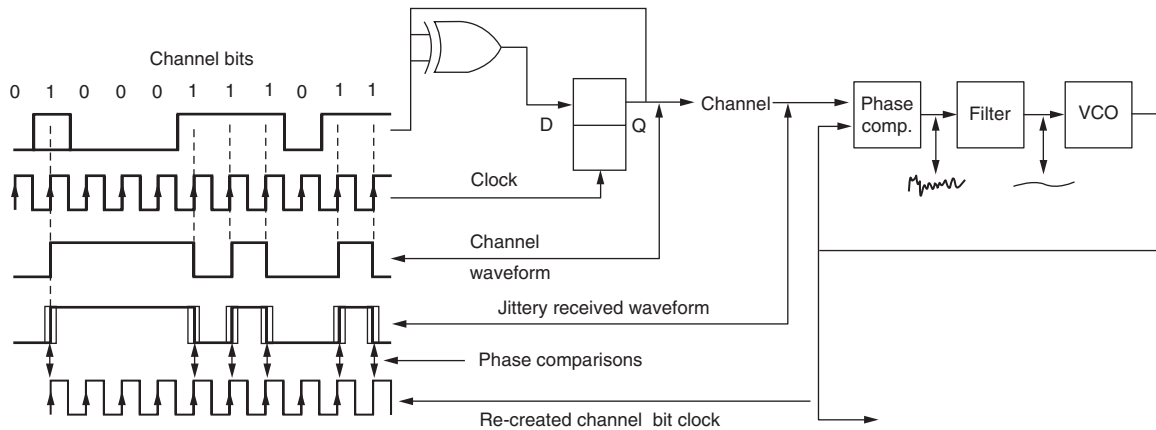 Channel bits
0 1 0 0 0 1 1 1 0 1 1
D
Q
Channel
Phase
comp.
Filter
VCO
Clock
Channel
waveform
Jittery received waveform
Phase comparisons
Re-created channel bit clock